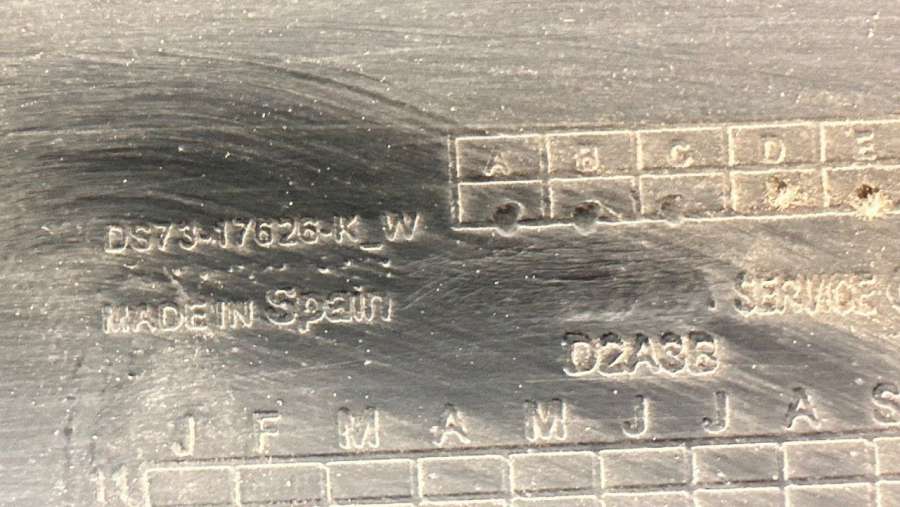 A B C D E
DS73-17626-K_W
MADE IN Spain
SERVICE
D2A3B
J F M A M J J A S
11